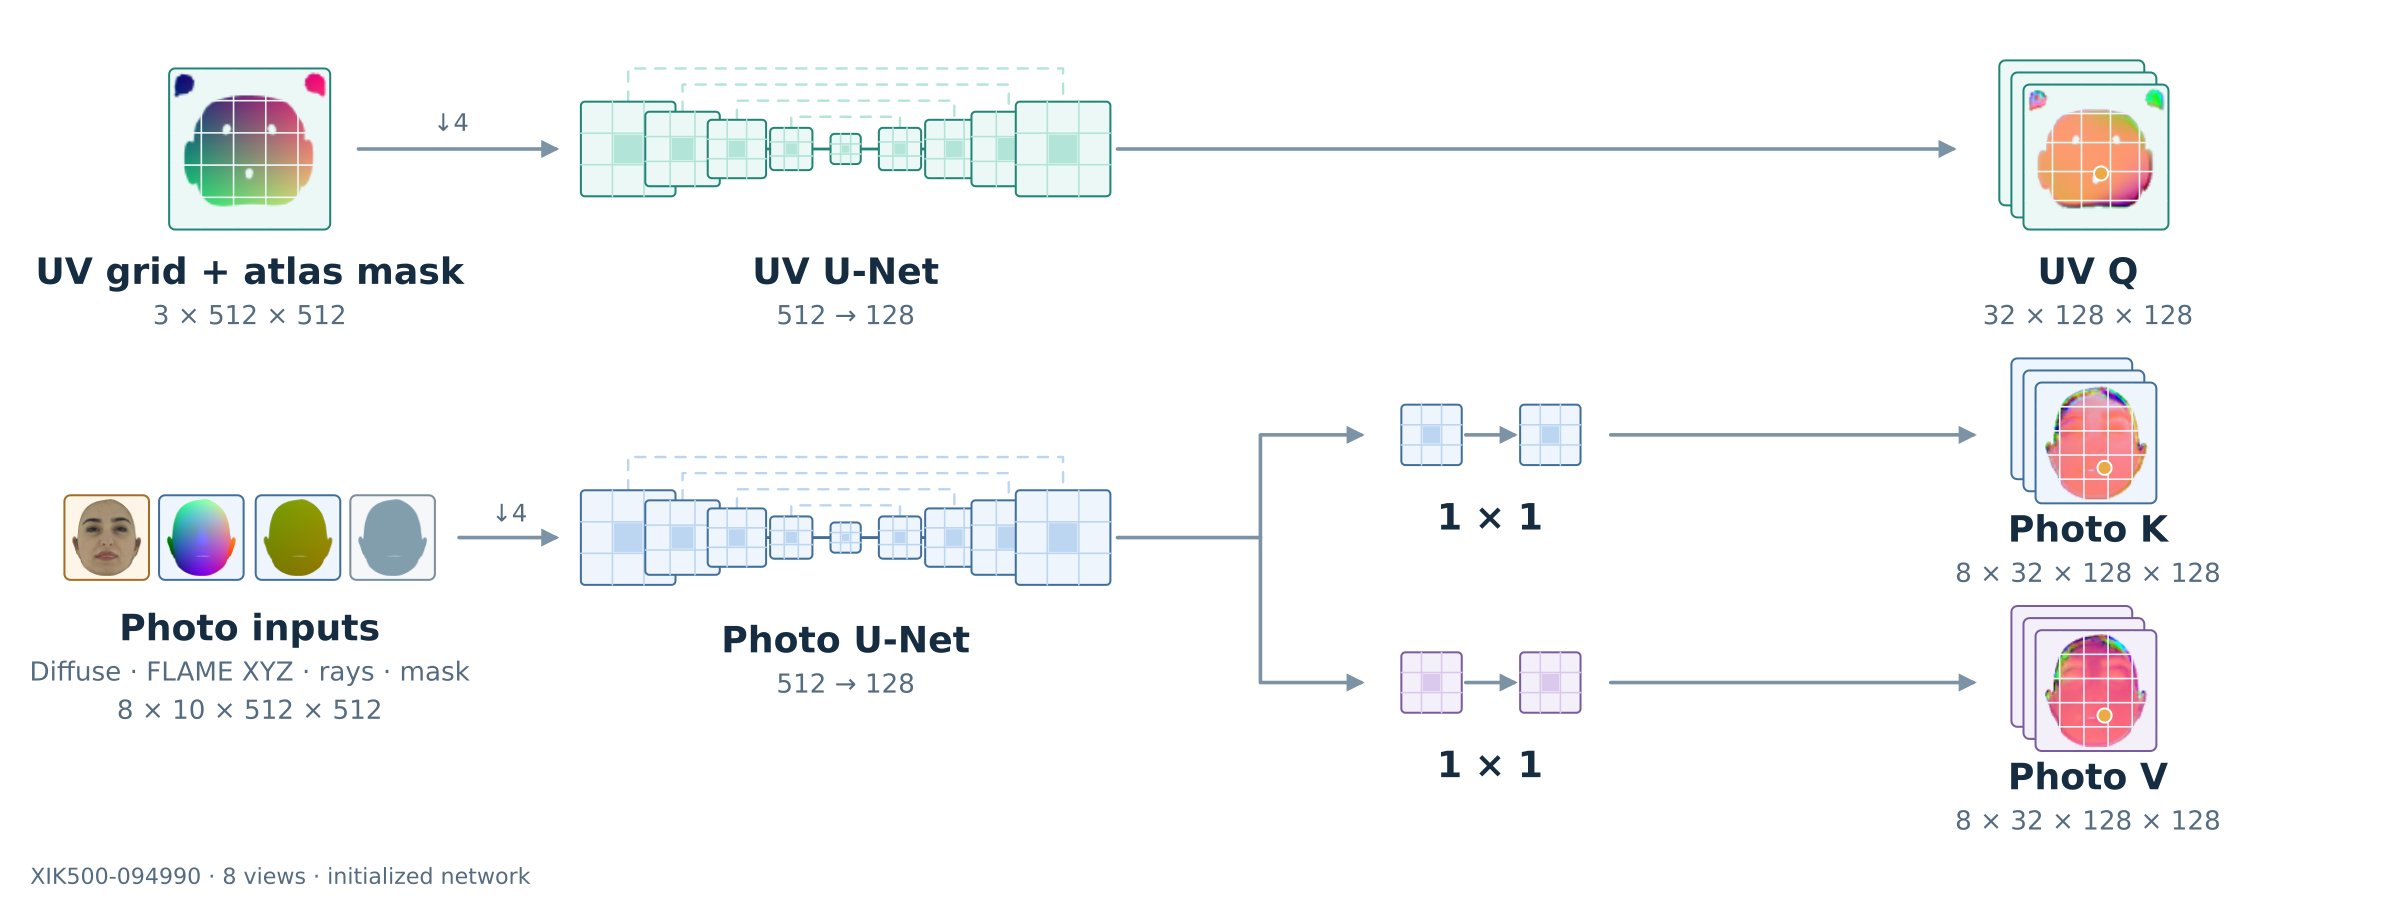 ↓4
UV grid + atlas mask
3 × 512 × 512
UV U-Net
512 → 128
UV Q
32 × 128 × 128
↓4
Photo inputs
Diffuse · FLAME XYZ · rays · mask
8 × 10 × 512 × 512
Photo U-Net
512 → 128
1 × 1
Photo K
8 × 32 × 128 × 128
1 × 1
Photo V
8 × 32 × 128 × 128
XIK500-094990 · 8 views · initialized network